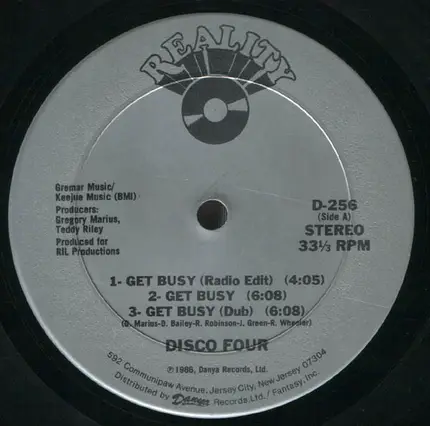 REALITY
Gremar Music/
Keejue Music (BMI)
Producers:
Gregory Marius,
Teddy Riley
Produced for
RIL Productions
D-256
(Side A)
STEREO
33⅓ RPM
1- GET BUSY (Radio Edit) (4:05)
2- GET BUSY (6:08)
3- GET BUSY (Dub) (6:08)
(G. Marius-D. Bailey-R. Robinson-J. Green-R. Wheeler)
DISCO FOUR
℗1986, Danya Records, Ltd.
592 Communipaw Avenue, Jersey City, New Jersey 07304
Distributed by Danya Records Ltd./ Fantasy, Inc.